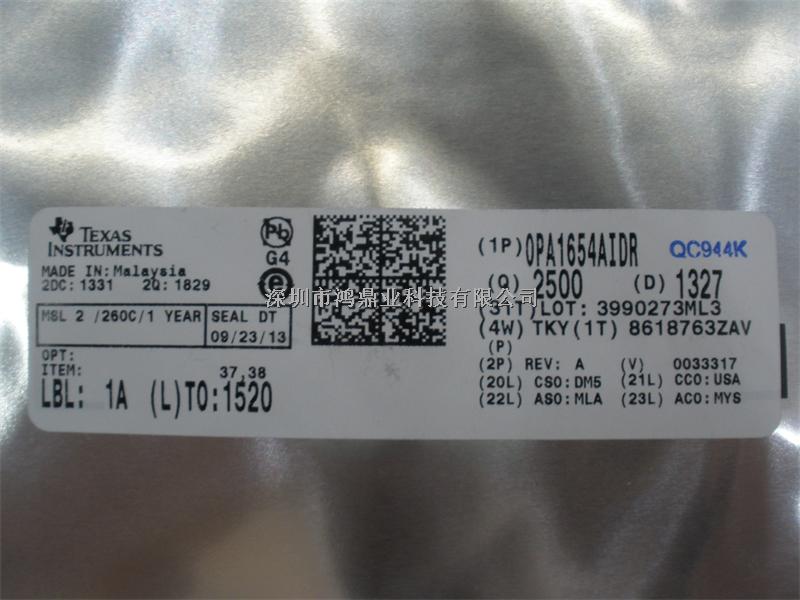 TEXAS
INSTRUMENTS
MADE IN: Malaysia
2DC: 1331 2Q: 1829
Pb
G4
e
MSL 2 /260C/1 YEAR
SEAL DT
09/23/13
OPT:
ITEM: 37,38
LBL: 1A (L)TO:1520
(1P) OPA1654AIDR QC944K
(Q) 2500 (D) 1327
(31T)LOT: 3990273ML3
(4W) TKY(1T) 8618763ZAV
(P)
(2P) REV: A (V) 0033317
(20L) CSO:DM5 (21L) CCO:USA
(22L) ASO:MLA (23L) ACO:MYS
深圳市鸿鼎业科技有限公司